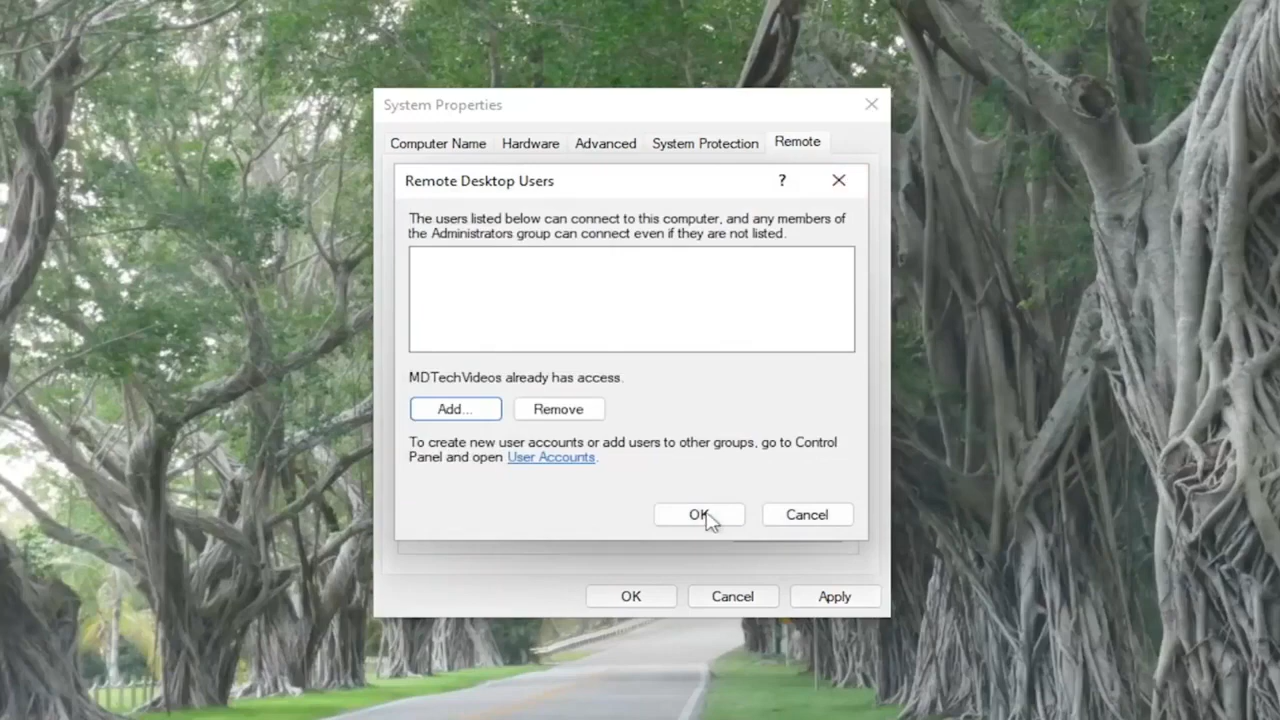 System Properties
Computer Name Hardware Advanced System Protection Remote
Remote Desktop Users ?
The users listed below can connect to this computer, and any members of
the Administrators group can connect even if they are not listed.
MDTechVideos already has access.
Add... Remove
To create new user accounts or add users to other groups, go to Control
Panel and open User Accounts.
OK Cancel
OK Cancel Apply